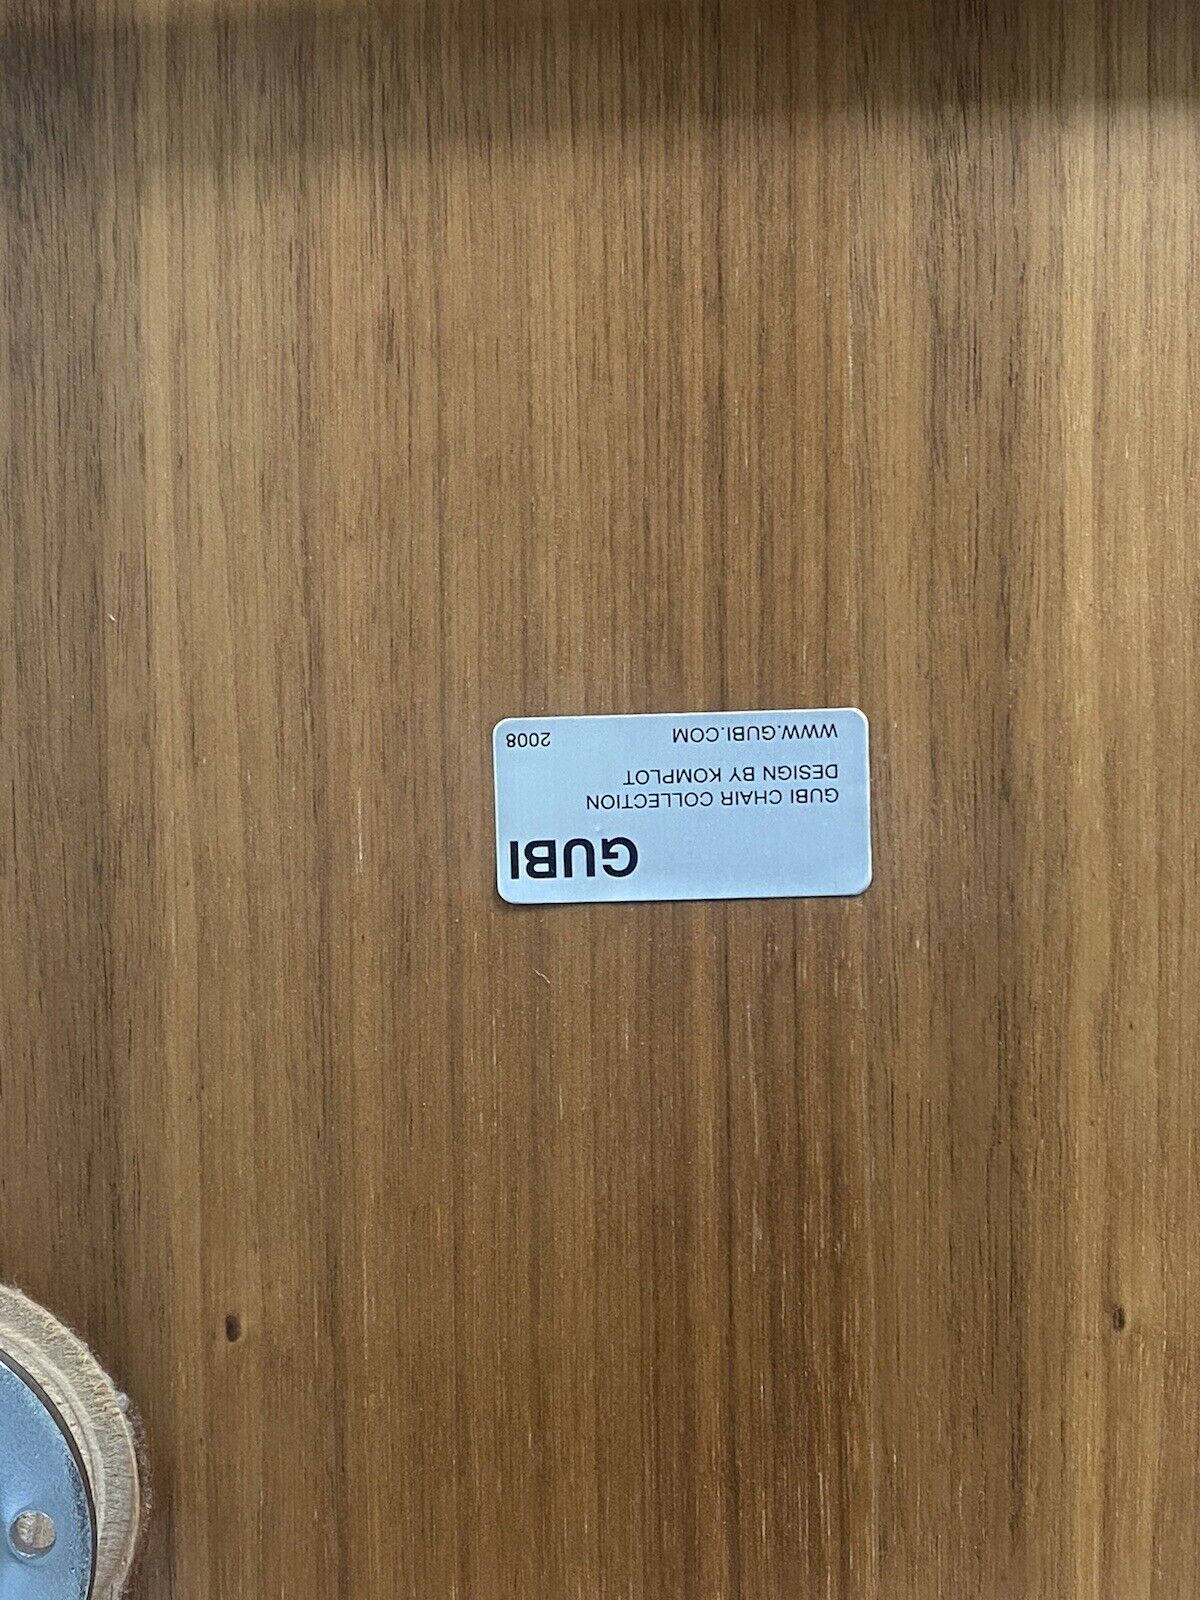 GUBI
GUBI CHAIR COLLECTION
DESIGN BY KOMPLOT
WWW.GUBI.COM 2008